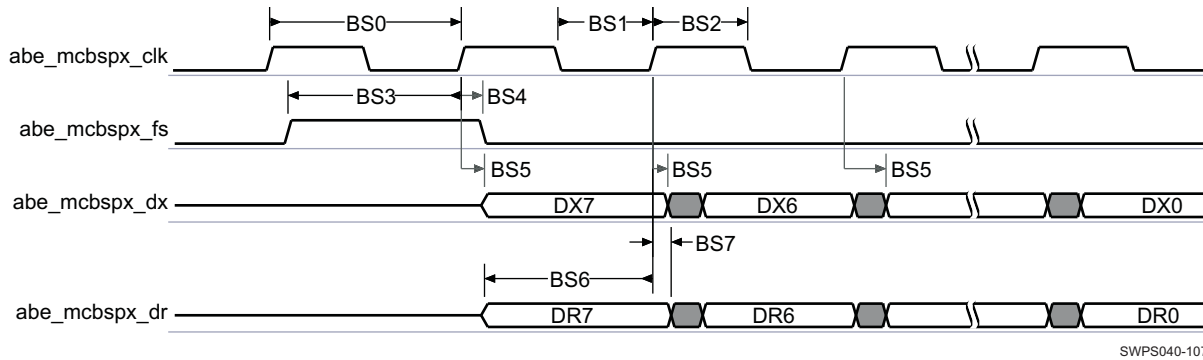 BS0 BS1 BS2
abe_mcbspx_clk
BS3 BS4
abe_mcbspx_fs
BS5 BS5 BS5
abe_mcbspx_dx DX7 DX6 DX0
BS7
BS6
abe_mcbspx_dr DR7 DR6 DR0